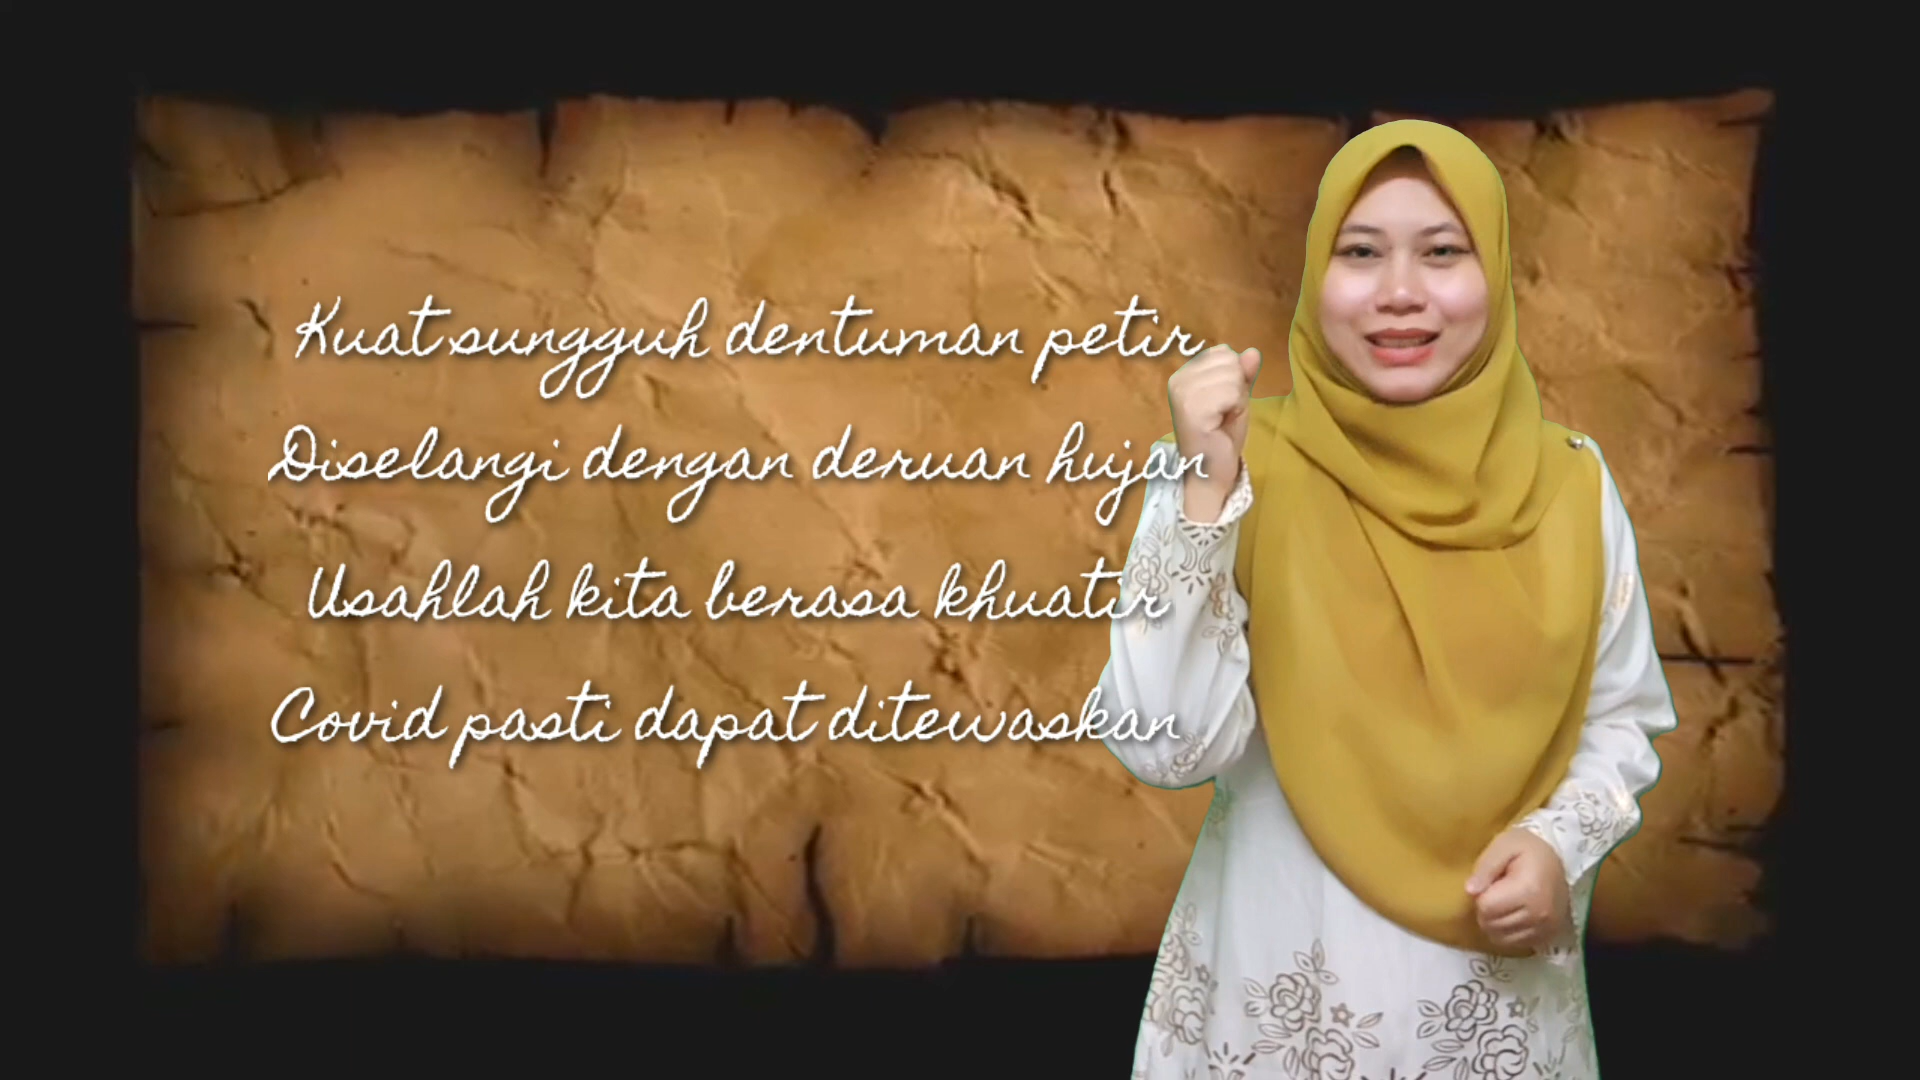 Kuat sungguh dentuman petir
Diselangi dengan deruan hujan
Usahlah kita berasa khuatir
Covid pasti dapat ditewaskan